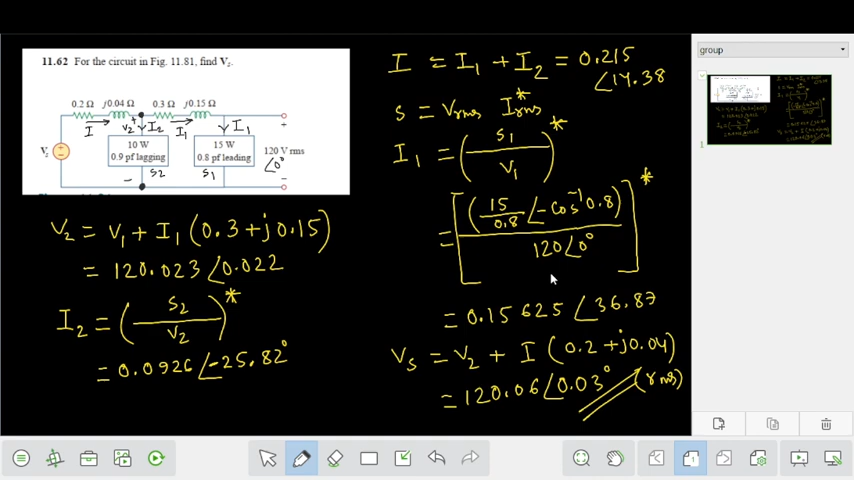 11.62 For the circuit in Fig. 11.81, find Vs.
0.2 Ω j0.04 Ω 0.3 Ω j0.15 Ω
I V2 + I2 I1 I1 +
Vs
10 W
0.9 pf lagging
15 W
0.8 pf leading
120 V rms
∠0°
S2 S1
V2 = V1 + I1 (0.3 + j0.15)
= 120.023 ∠0.022
I2 = (S2 / V2)*
= 0.0926 ∠-25.82°
I = I1 + I2 = 0.215
∠14.38
S = Vrms I*rms
I1 = (S1 / V1)*
= [(15/0.8 ∠-cos⁻¹0.8) / 120∠0°]*
= 0.15625 ∠36.87
Vs = V2 + I (0.2 + j0.04)
= 120.06 ∠0.03° (rms)
group
1
1